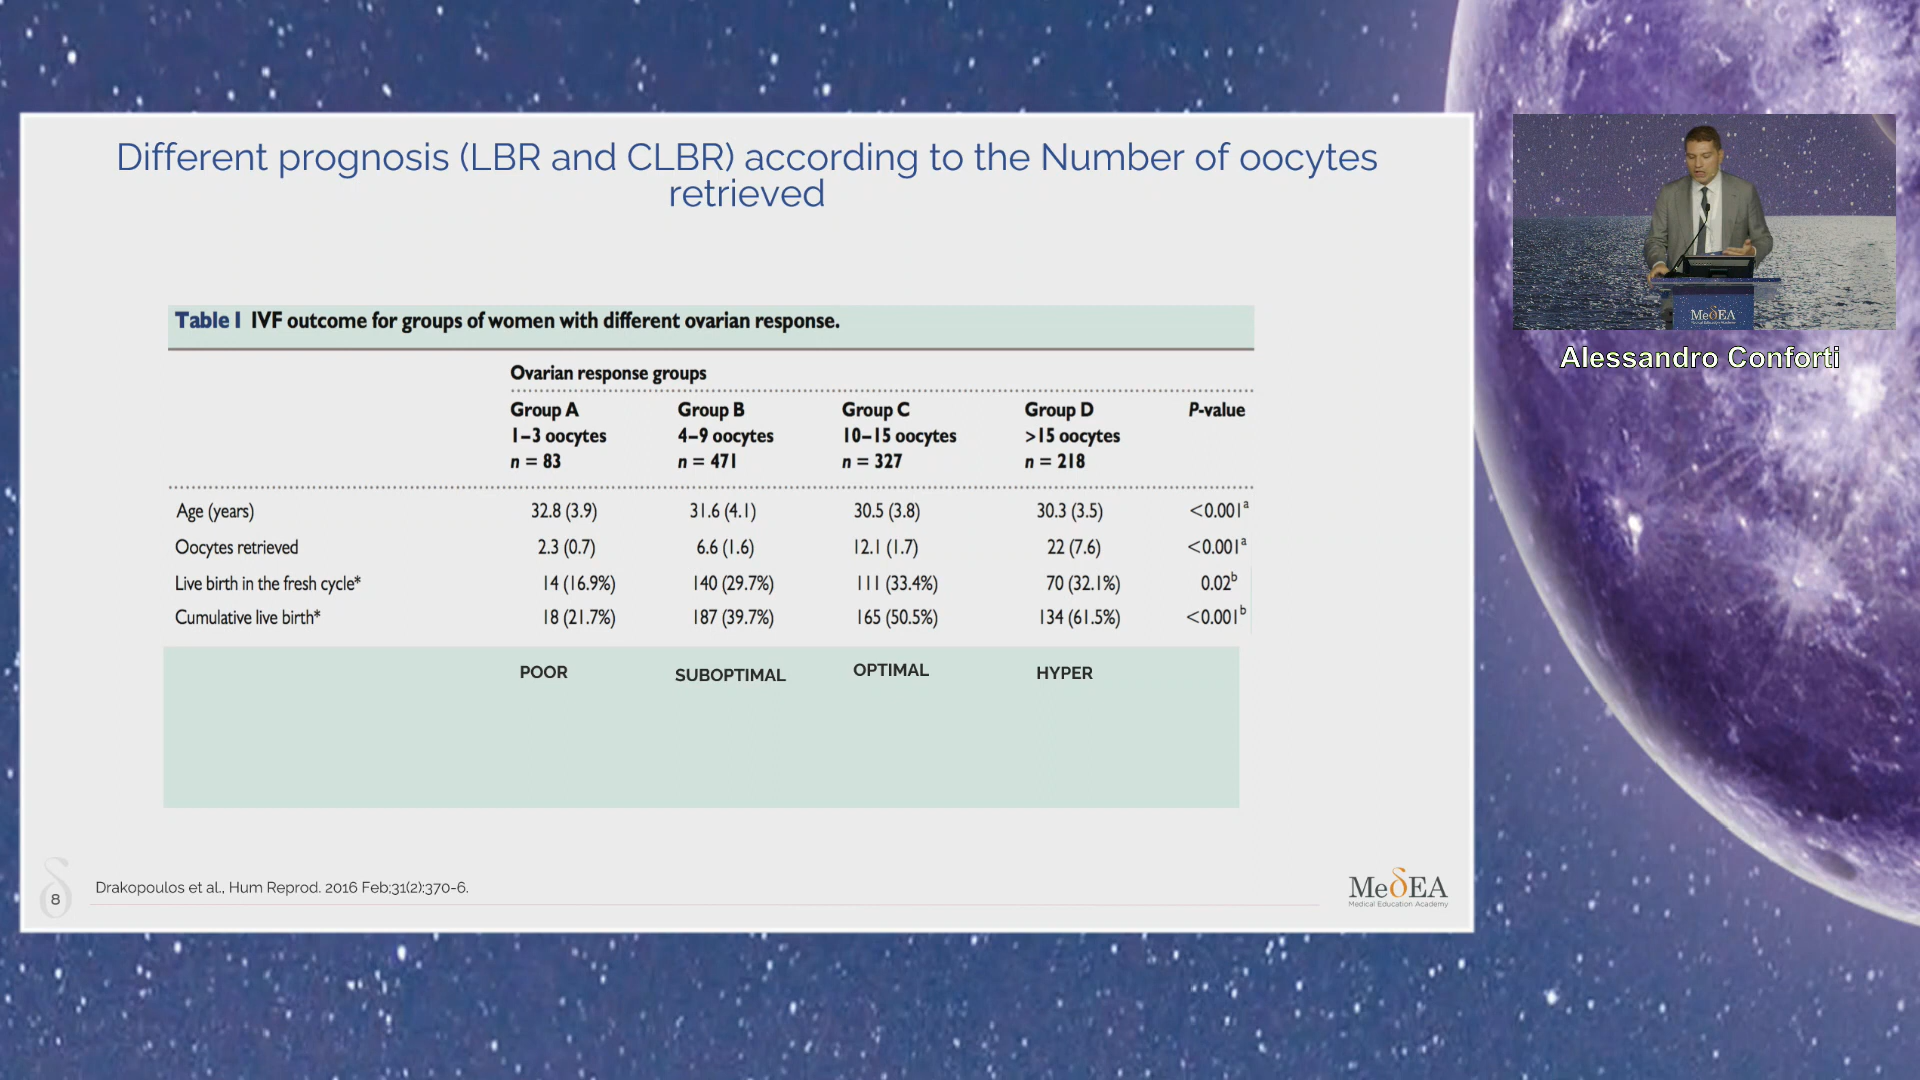 Different prognosis (LBR and CLBR) according to the Number of oocytes
retrieved
Table I IVF outcome for groups of women with different ovarian response.
Ovarian response groups
Group A Group B Group C Group D P-value
1–3 oocytes 4–9 oocytes 10–15 oocytes >15 oocytes
n = 83 n = 471 n = 327 n = 218
Age (years) 32.8 (3.9) 31.6 (4.1) 30.5 (3.8) 30.3 (3.5) <0.001a
Oocytes retrieved 2.3 (0.7) 6.6 (1.6) 12.1 (1.7) 22 (7.6) <0.001a
Live birth in the fresh cycle* 14 (16.9%) 140 (29.7%) 111 (33.4%) 70 (32.1%) 0.02b
Cumulative live birth* 18 (21.7%) 187 (39.7%) 165 (50.5%) 134 (61.5%) <0.001b
POOR SUBOPTIMAL OPTIMAL HYPER
8
Drakopoulos et al., Hum Reprod. 2016 Feb;31(2):370-6.
MeδEA
Medical Education Academy
MeδEA
Medical Education Academy
Alessandro Conforti